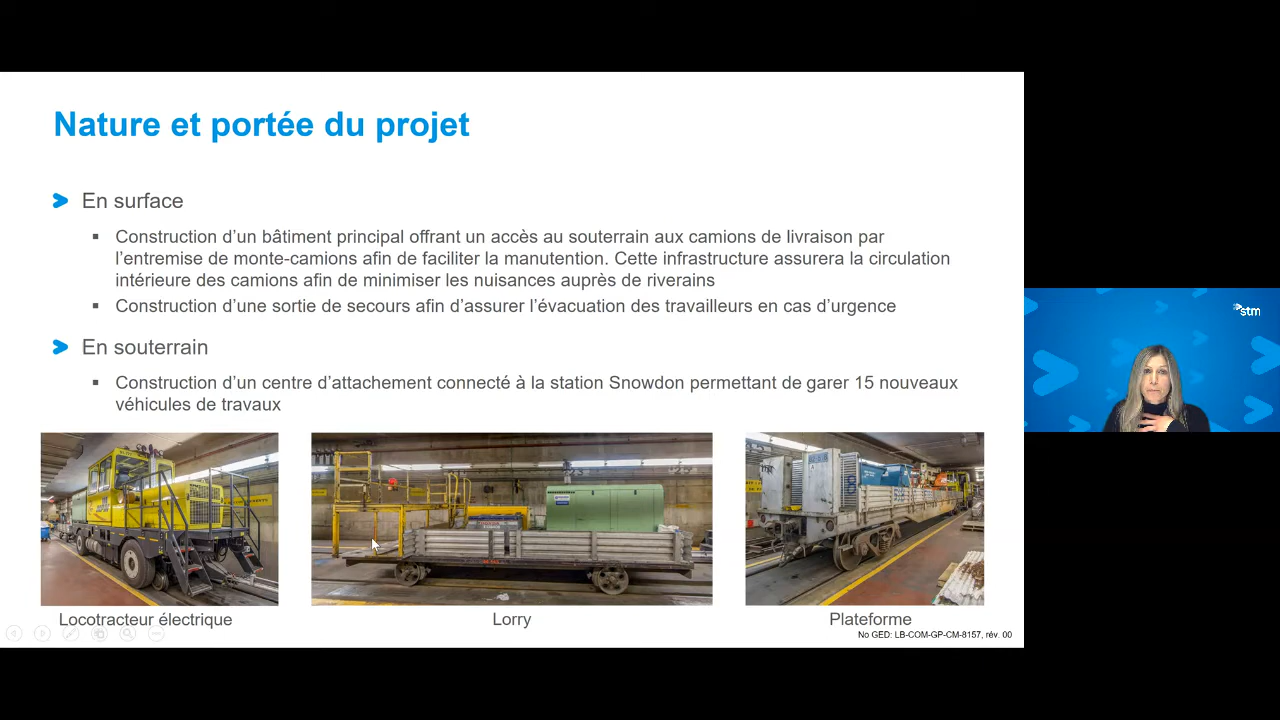 Nature et portée du projet
En surface
Construction d’un bâtiment principal offrant un accès au souterrain aux camions de livraison par
l’entremise de monte-camions afin de faciliter la manutention. Cette infrastructure assurera la circulation
intérieure des camions afin de minimiser les nuisances auprès de riverains
Construction d’une sortie de secours afin d’assurer l’évacuation des travailleurs en cas d’urgence
En souterrain
Construction d’un centre d’attachement connecté à la station Snowdon permettant de garer 15 nouveaux
véhicules de travaux
Locotracteur électrique
Lorry
Plateforme
No GED: LB-COM-GP-CM-8157, rév. 00
stm